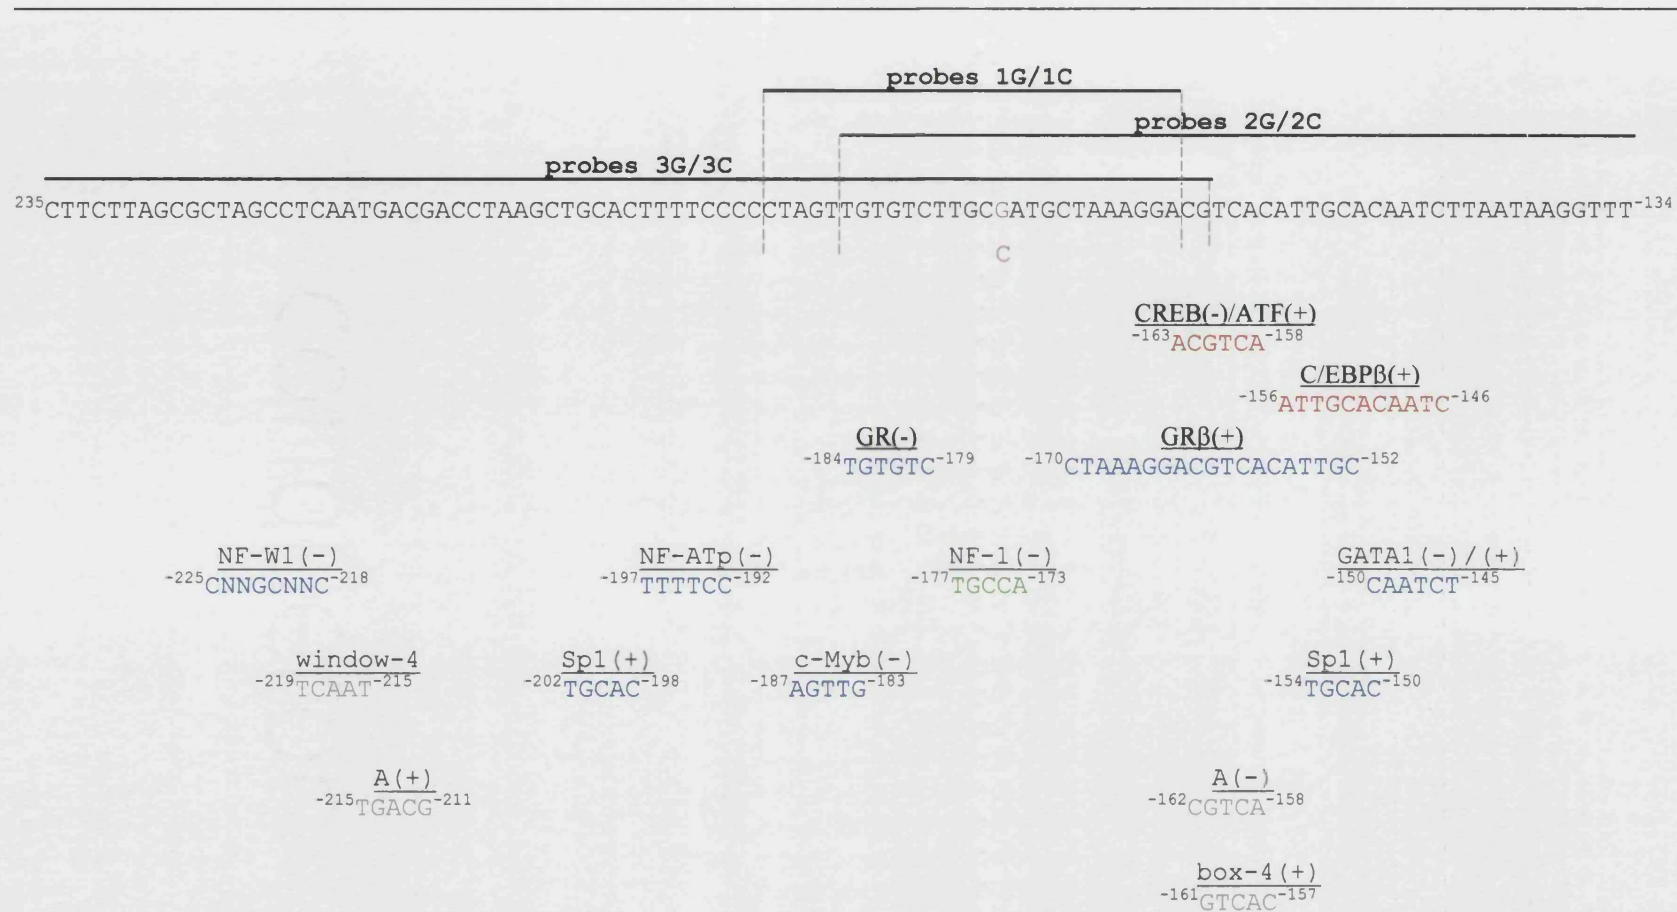 probes 1G/1C
probes 2G/2C
probes 3G/3C
235CTTCTTAGCGCTAGCCTCAATGACGACCTAAGCTGCACTTTTCCCCCTAGTTGTGTCTTGCGATGCTAAAGGACGTCACATTGCACAATCTTAATAAGGTTT-134
C
CREB(-)/ATF(+)
-163ACGTCA-158
C/EBPβ(+)
-156ATTGCACAATC-146
GR(-) GRβ(+)
-184TGTGTC-179 -170CTAAAGGACGTCACATTGC-152
NF-W1(-) NF-ATp(-) NF-1(-) GATA1(-)/(+)
-225CNNGCNNC-218 -197TTTTCC-192 -177TGCCA-173 -150CAATCT-145
window-4 Sp1(+) c-Myb(-) Sp1(+)
-219TCAAT-215 -202TGCAC-198 -187AGTTG-183 -154TGCAC-150
A(+) A(-)
-215TGACG-211 -162CGTCA-158
box-4(+)
-161GTCAC-157